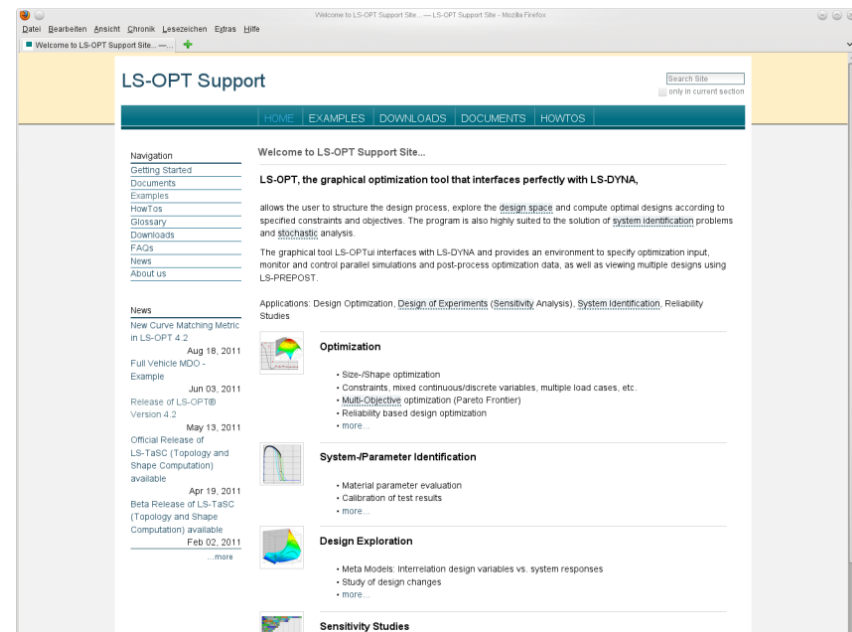 Welcome to LS-OPT Support Site... — LS-OPT Support Site - Mozilla Firefox
Datei Bearbeiten Ansicht Chronik Lesezeichen Extras Hilfe
Welcome to LS-OPT Support Site... —...
LS-OPT Support
Search Site
only in current section
HOME EXAMPLES DOWNLOADS DOCUMENTS HOWTOS
Navigation
Getting Started
Documents
Examples
HowTos
Glossary
Downloads
FAQs
News
About us
News
New Curve Matching Metric
in LS-OPT 4.2
Aug 18, 2011
Full Vehicle MDO -
Example
Jun 03, 2011
Release of LS-OPT®
Version 4.2
May 13, 2011
Official Release of
LS-TaSC (Topology and
Shape Computation)
available
Apr 19, 2011
Beta Release of LS-TaSC
(Topology and Shape
Computation) available
Feb 02, 2011
...more
Welcome to LS-OPT Support Site...
LS-OPT, the graphical optimization tool that interfaces perfectly with LS-DYNA,
allows the user to structure the design process, explore the design space and compute optimal designs according to
specified constraints and objectives. The program is also highly suited to the solution of system identification problems
and stochastic analysis.
The graphical tool LS-OPTui interfaces with LS-DYNA and provides an environment to specify optimization input,
monitor and control parallel simulations and post-process optimization data, as well as viewing multiple designs using
LS-PREPOST.
Applications: Design Optimization, Design of Experiments (Sensitivity Analysis), System Identification, Reliability
Studies
Optimization
• Size-/Shape optimization
• Constraints, mixed continuous/discrete variables, multiple load cases, etc.
• Multi-Objective optimization (Pareto Frontier)
• Reliability based design optimization
• more...
System-/Parameter Identification
• Material parameter evaluation
• Calibration of test results
• more...
Design Exploration
• Meta Models: Interrelation design variables vs. system responses
• Study of design changes
• more...
Sensitivity Studies